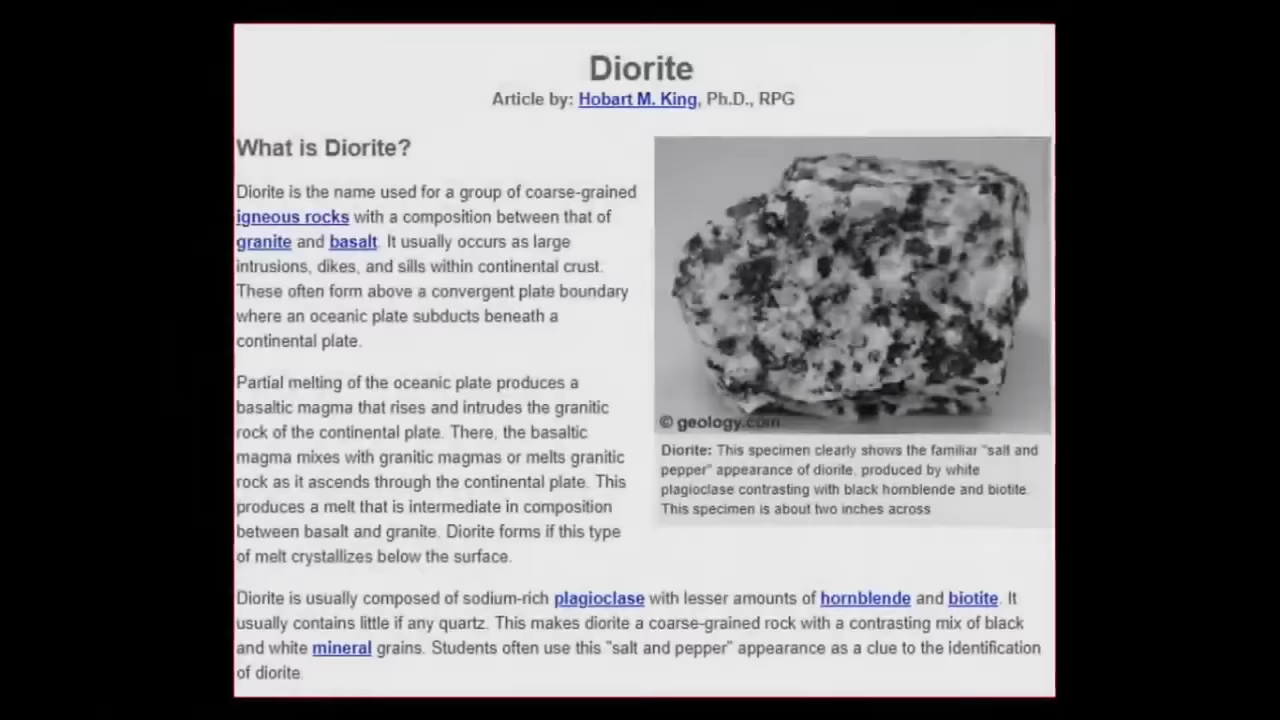 Diorite
Article by: Hobart M. King, Ph.D., RPG
What is Diorite?
Diorite is the name used for a group of coarse-grained
igneous rocks with a composition between that of
granite and basalt. It usually occurs as large
intrusions, dikes, and sills within continental crust.
These often form above a convergent plate boundary
where an oceanic plate subducts beneath a
continental plate.
Partial melting of the oceanic plate produces a
basaltic magma that rises and intrudes the granitic
rock of the continental plate. There, the basaltic
magma mixes with granitic magmas or melts granitic
rock as it ascends through the continental plate. This
produces a melt that is intermediate in composition
between basalt and granite. Diorite forms if this type
of melt crystallizes below the surface.
© geology.com
Diorite: This specimen clearly shows the familiar "salt and
pepper" appearance of diorite, produced by white
plagioclase contrasting with black hornblende and biotite.
This specimen is about two inches across
Diorite is usually composed of sodium-rich plagioclase with lesser amounts of hornblende and biotite. It
usually contains little if any quartz. This makes diorite a coarse-grained rock with a contrasting mix of black
and white mineral grains. Students often use this "salt and pepper" appearance as a clue to the identification
of diorite.